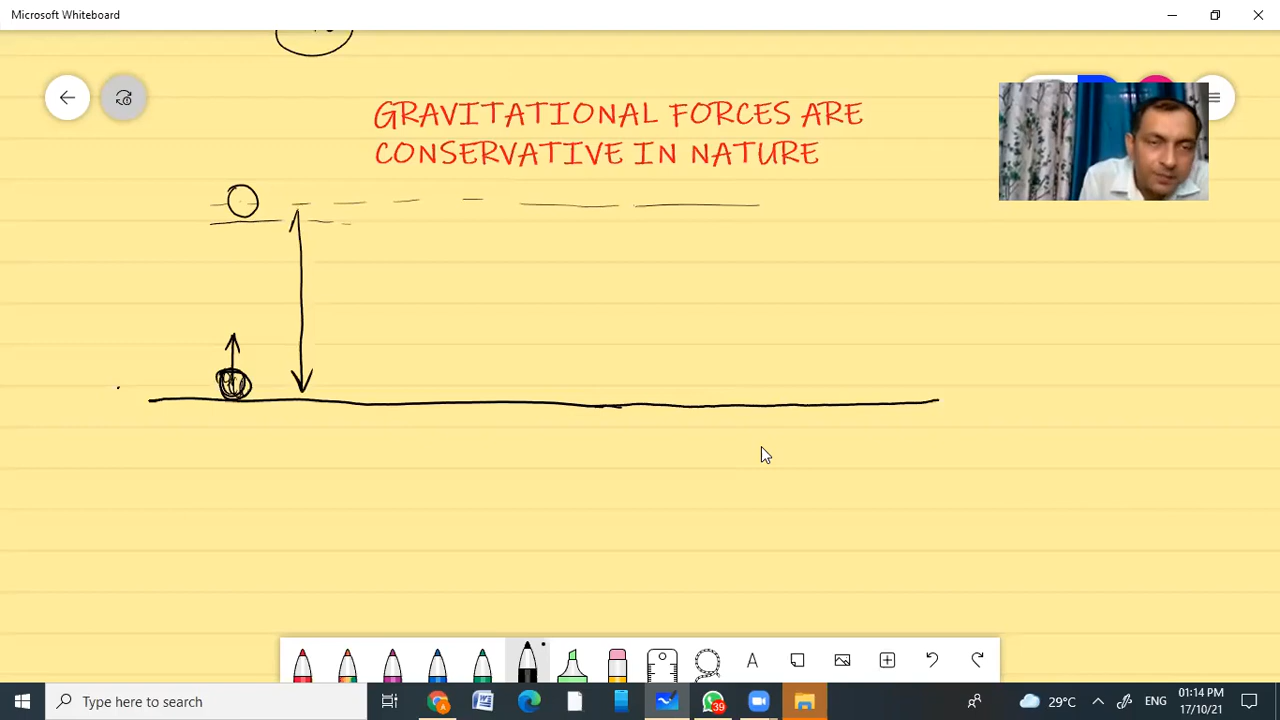 Microsoft Whiteboard
GRAVITATIONAL FORCES ARE
CONSERVATIVE IN NATURE
A
Type here to search
39
29°C
ENG
01:14 PM
17/10/21